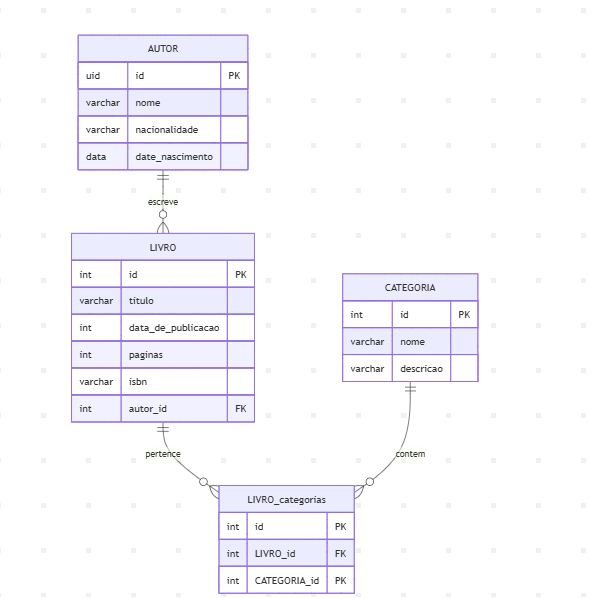 AUTOR
uid id PK
varchar nome
varchar nacionalidade
data date_nascimento
escreve
LIVRO
int id PK
varchar titulo
int data_de_publicacao
int paginas
varchar isbn
int autor_id FK
CATEGORIA
int id PK
varchar nome
varchar descricao
pertence
contem
LIVRO_categorias
int id PK
int LIVRO_id FK
int CATEGORIA_id PK